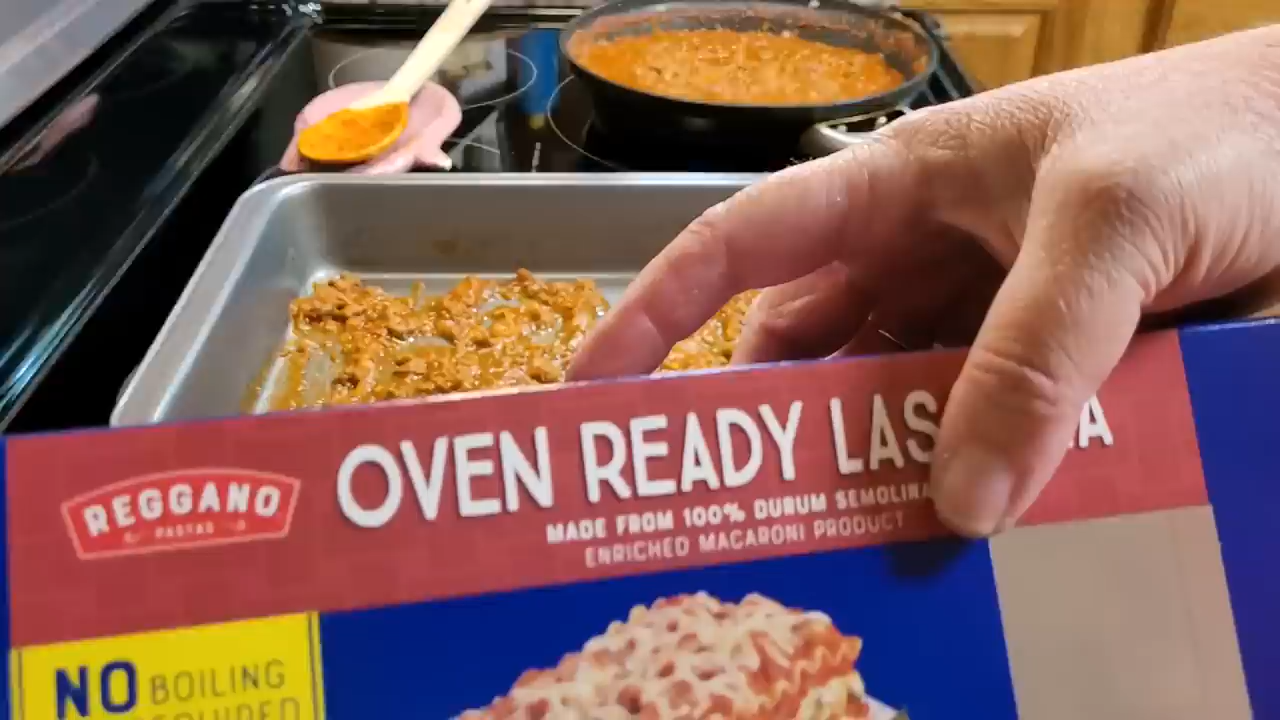 OVEN READY LAS A
REGGANO
PASTAS
MADE FROM 100% DURUM SEMOLINA
ENRICHED MACARONI PRODUCT
NO BOILING